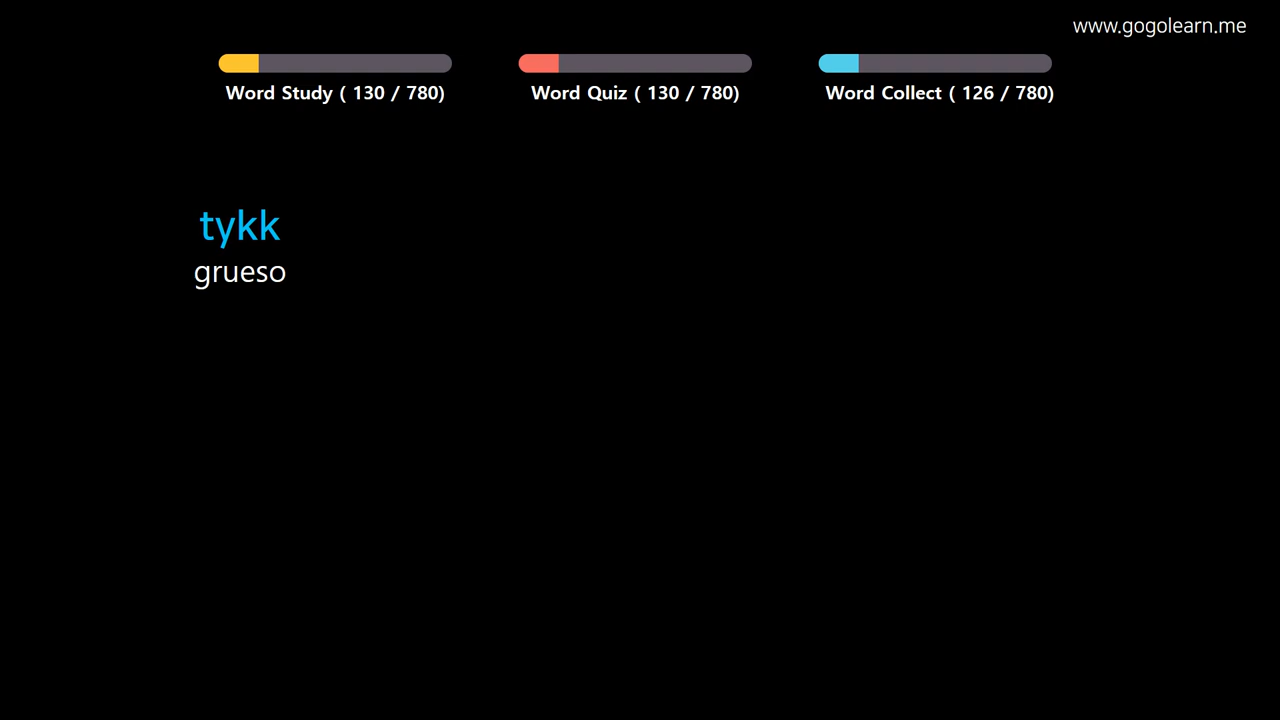 www.gogolearn.me
Word Study ( 130 / 780)
Word Quiz ( 130 / 780)
Word Collect ( 126 / 780)
tykk
grueso